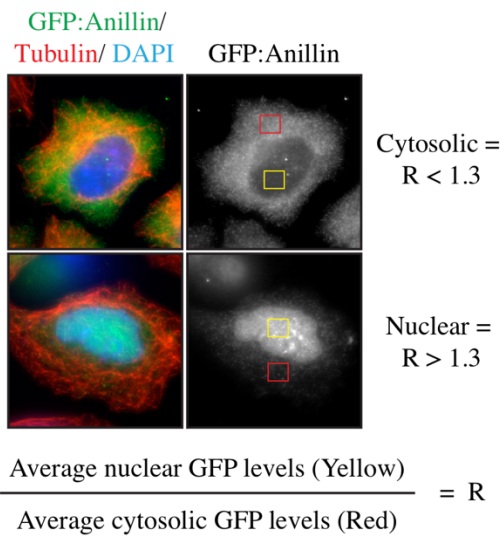 GFP:Anillin/
Tubulin/ DAPI
GFP:Anillin
Cytosolic =
R < 1.3
Nuclear =
R > 1.3
Average nuclear GFP levels (Yellow)
= R
Average cytosolic GFP levels (Red)